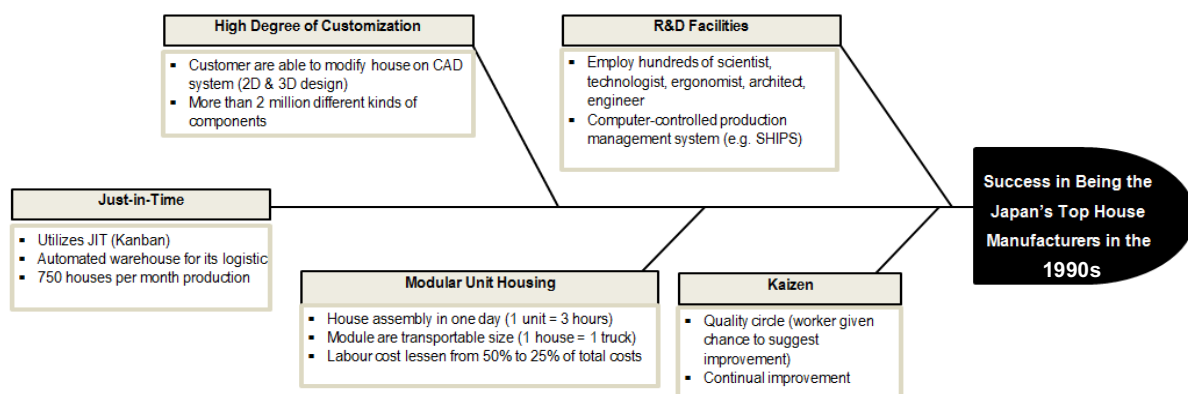 High Degree of Customization
▪ Customer are able to modify house on CAD
system (2D & 3D design)
▪ More than 2 million different kinds of
components
R&D Facilities
▪ Employ hundreds of scientist,
technologist, ergonomist, architect,
engineer
▪ Computer-controlled production
management system (e.g. SHIPS)
Success in Being the
Japan's Top House
Manufacturers in the
1990s
Just-in-Time
▪ Utilizes JIT (Kanban)
▪ Automated warehouse for its logistic
▪ 750 houses per month production
Modular Unit Housing
▪ House assembly in one day (1 unit = 3 hours)
▪ Module are transportable size (1 house = 1 truck)
▪ Labour cost lessen from 50% to 25% of total costs
Kaizen
▪ Quality circle (worker given
chance to suggest
improvement)
▪ Continual improvement